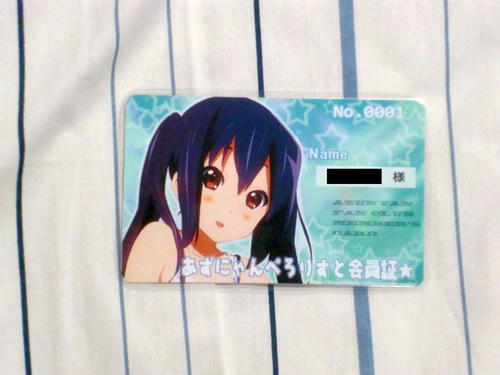 No.0001
Name
様
AZUNYAN
FAN CLUB
MEMBER'S
CARD
あずにゃんぺろりすと会員証★